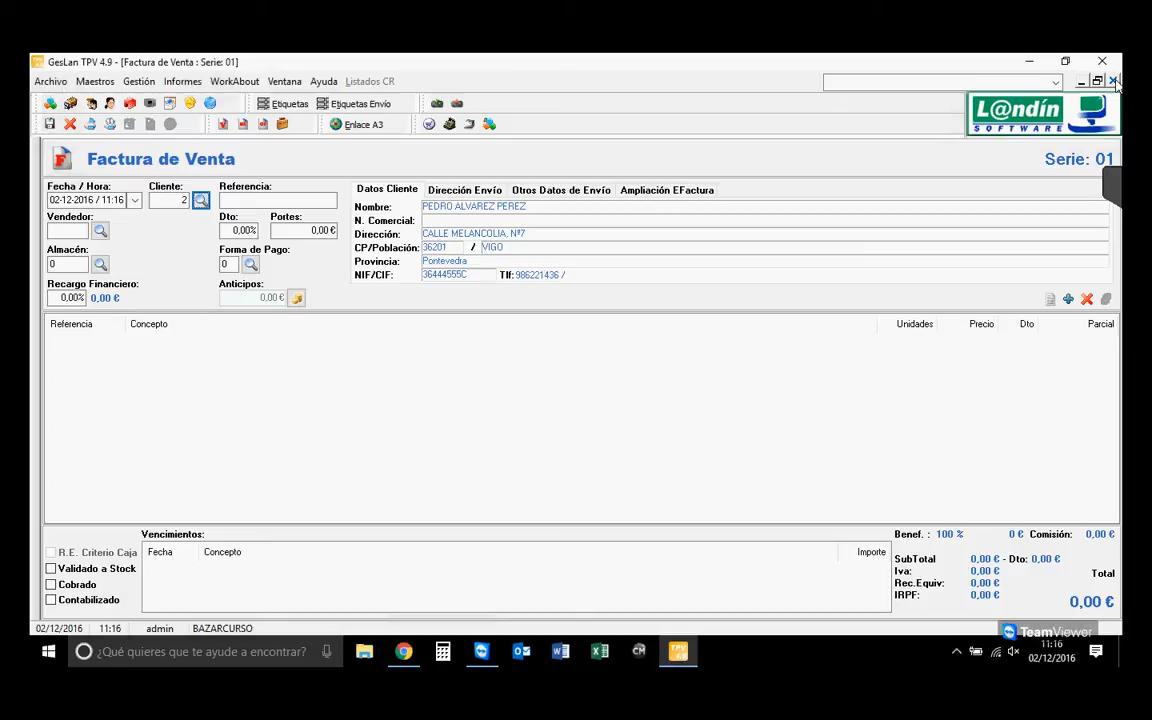 GesLan TPV 4.9 - [Factura de Venta : Serie: 01]
Archivo Maestros Gestión Informes WorkAbout Ventana Ayuda Listados CR
Etiquetas Etiquetas Envío
Enlace A3
L@ndín
SOFTWARE
Factura de Venta Serie: 01
Fecha / Hora: Cliente: Referencia:
02-12-2016 / 11:16 2
Vendedor: Dto: Portes:
0,00% 0,00 €
Almacén: Forma de Pago:
0 0
Recargo Financiero: Anticipos:
0,00% 0,00 € 0,00 €
Datos Cliente Dirección Envío Otros Datos de Envío Ampliación EFactura
Nombre: PEDRO ALVAREZ PEREZ
N. Comercial:
Dirección: CALLE MELANCOLIA, Nº7
CP/Población: 36201 / VIGO
Provincia: Pontevedra
NIF/CIF: 36444555C Tlf: 986221436 /
Referencia Concepto Unidades Precio Dto Parcial
R.E. Criterio Caja
Validado a Stock
Cobrado
Contabilizado
Vencimientos:
Fecha Concepto Importe
Benef. : 100 % 0 € Comisión: 0,00 €
SubTotal 0,00 € - Dto: 0,00 €
Iva: 0,00 € Total
Rec.Equiv: 0,00 €
IRPF: 0,00 € 0,00 €
02/12/2016 11:16 admin BAZARCURSO
TeamViewer
¿Qué quieres que te ayude a encontrar?
TPV
4.9
11:16
02/12/2016